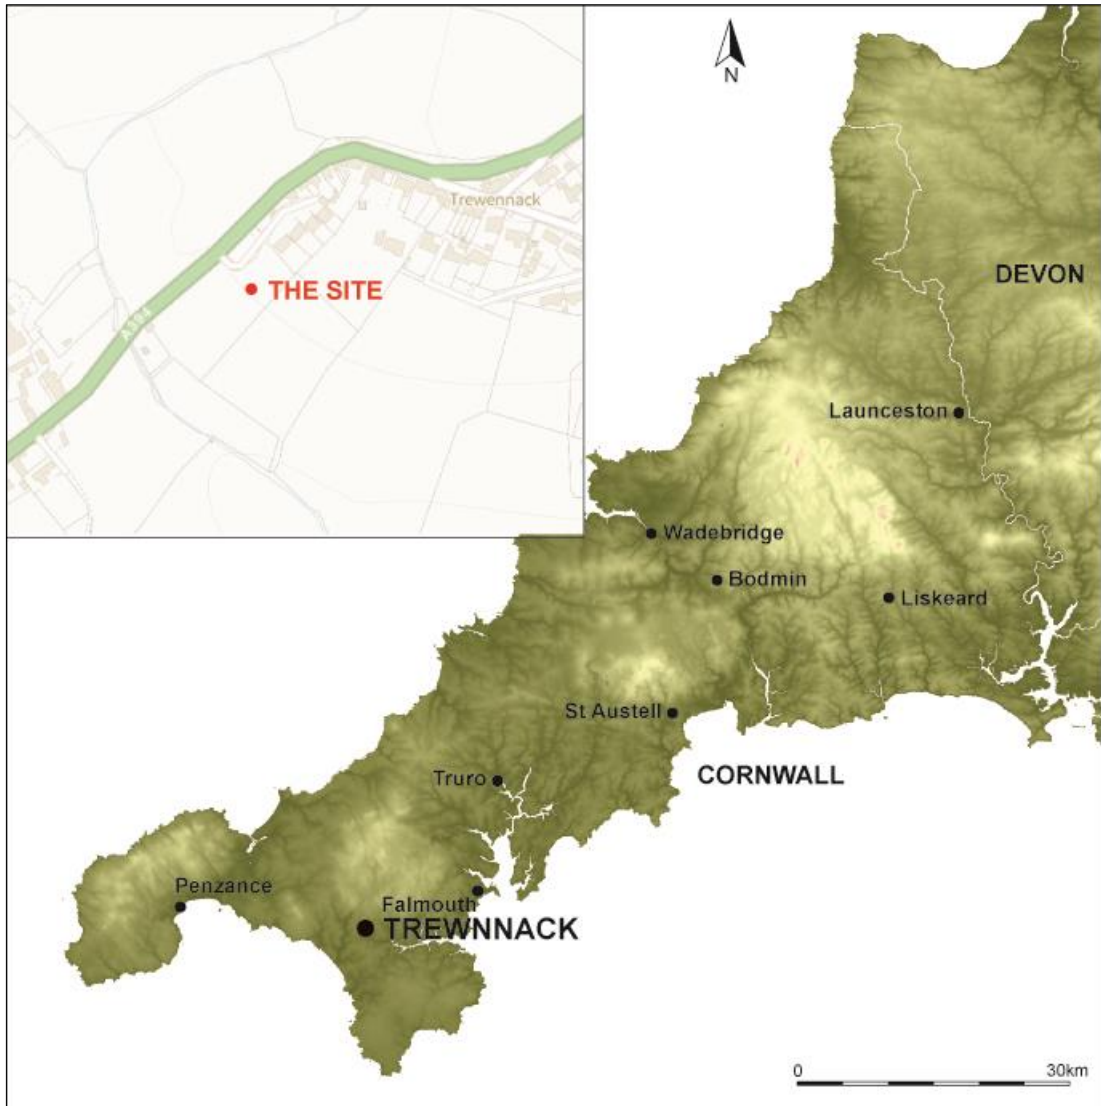 N
Trewennack
THE SITE
A394
DEVON
Launceston
Wadebridge
Bodmin
Liskeard
St Austell
CORNWALL
Truro
Penzance
Falmouth
TREWNNACK
0 30km